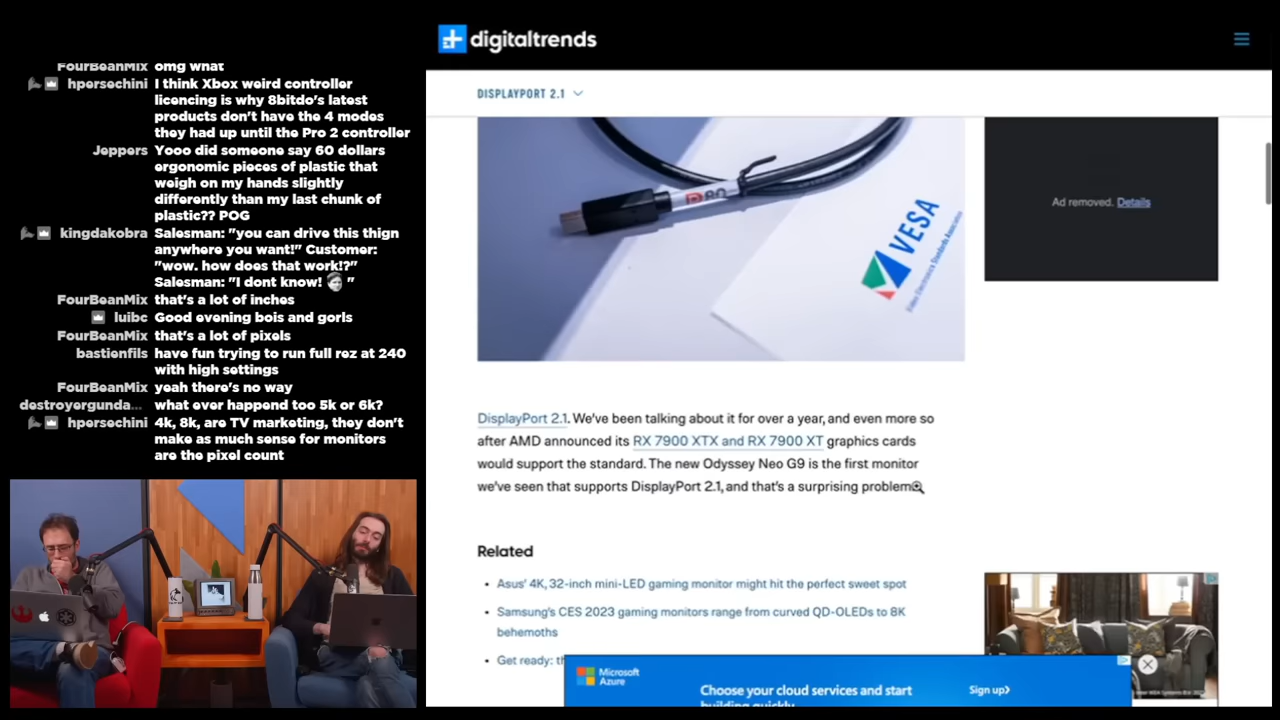 FourBeanMix omg what
hpersechini I think Xbox weird controller
licencing is why 8bitdo's latest
products don't have the 4 modes
they had up until the Pro 2 controller
Jeppers Yooo did someone say 60 dollars
ergonomic pieces of plastic that
weigh on my hands slightly
differently than my last chunk of
plastic?? POG
kingdakobra Salesman: "you can drive this thign
anywhere you want!" Customer:
"wow. how does that work!?"
Salesman: "I dont know! "
FourBeanMix that's a lot of inches
luibc Good evening bois and gorls
FourBeanMix that's a lot of pixels
bastienfils have fun trying to run full rez at 240
with high settings
FourBeanMix yeah there's no way
destroyergunda... what ever happend too 5k or 6k?
hpersechini 4k, 8k, are TV marketing, they don't
make as much sense for monitors
are the pixel count
digitaltrends
DISPLAYPORT 2.1
VESA
Video Electronics Standards Association
Ad removed. Details
DisplayPort 2.1. We've been talking about it for over a year, and even more so
after AMD announced its RX 7900 XTX and RX 7900 XT graphics cards
would support the standard. The new Odyssey Neo G9 is the first monitor
we've seen that supports DisplayPort 2.1, and that's a surprising problem
Related
• Asus' 4K, 32-inch mini-LED gaming monitor might hit the perfect sweet spot
• Samsung's CES 2023 gaming monitors range from curved QD-OLEDs to 8K
behemoths
• Get ready: th
Microsoft
Azure
Choose your cloud services and start
building quickly
Sign up